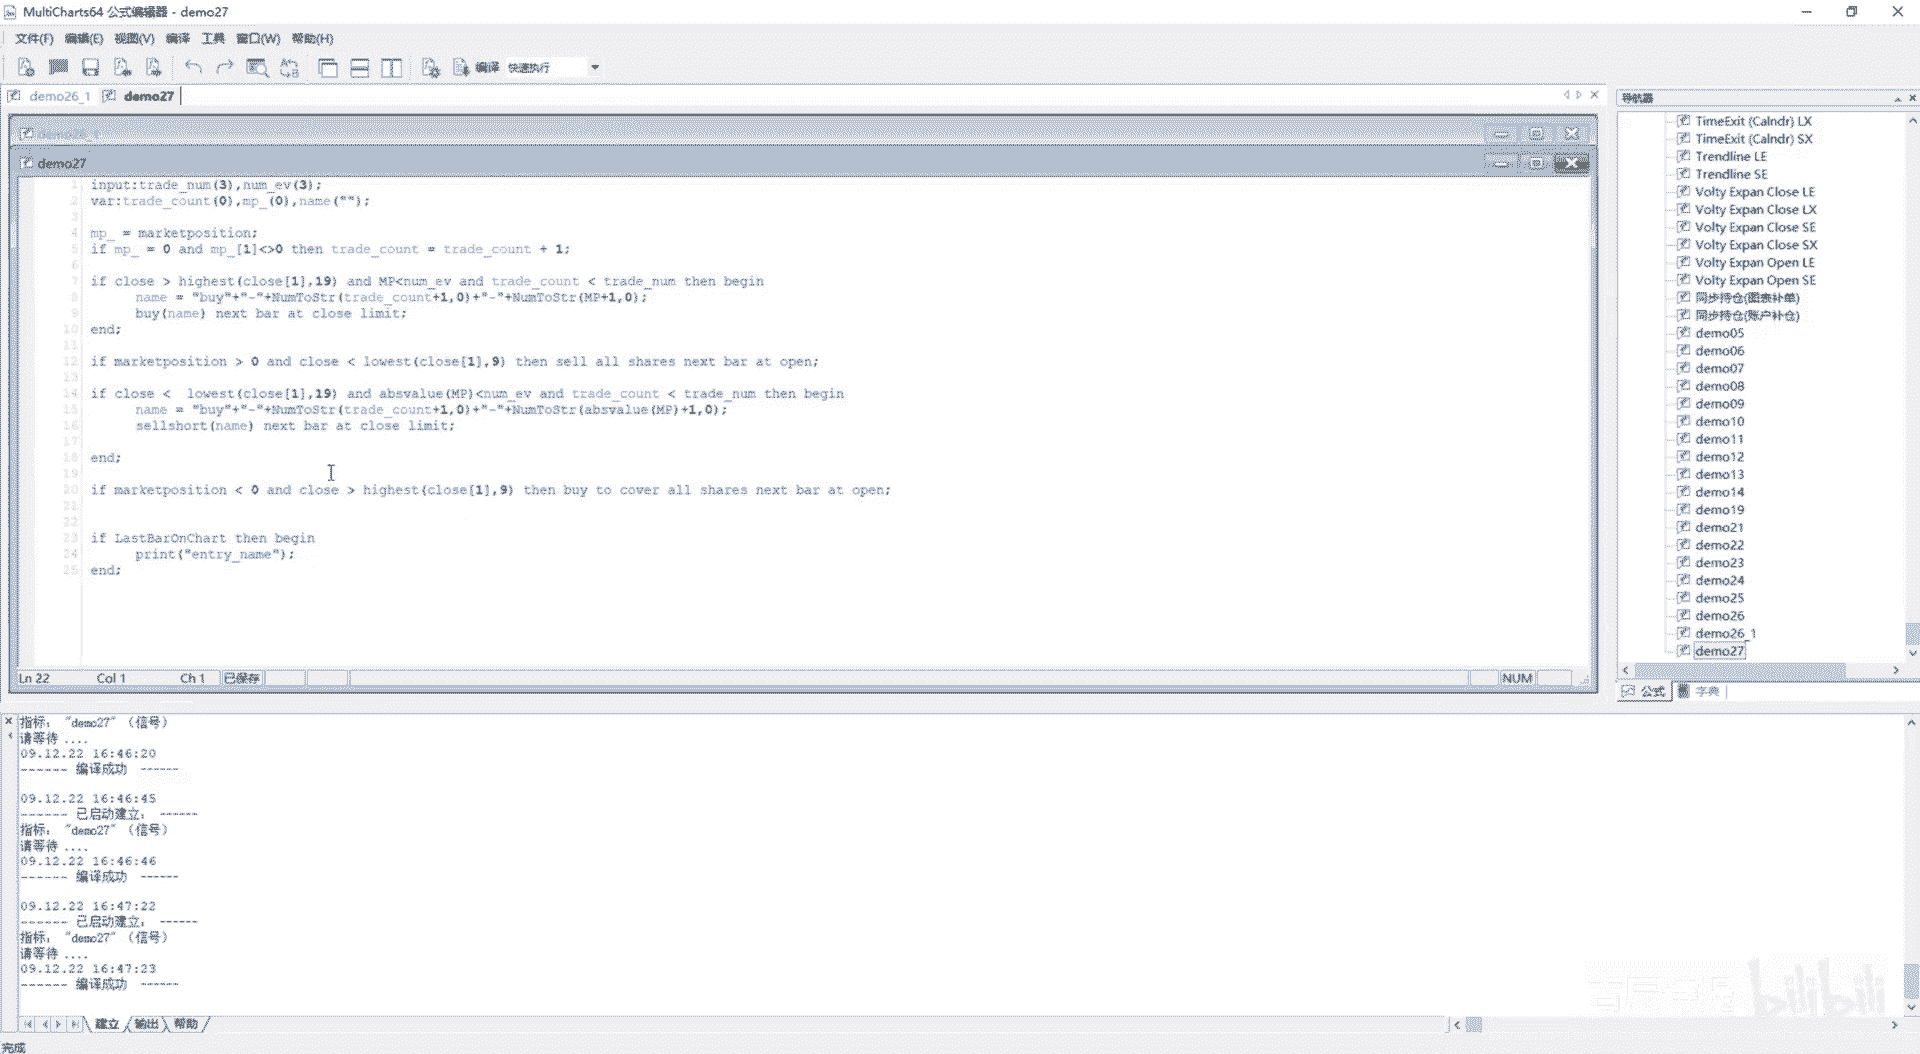 MultiCharts64 公式编辑器 - demo27
文件(F) 编辑(E) 视图(V) 编译 工具 窗口(W) 帮助(H)
编译 快速执行
demo26_1 demo27
导航器
demo26_1
demo27
1 input:trade_num(3),num_ev(3);
2 var:trade_count(0),mp_(0),name("");
3
4 mp_ = marketposition;
5 if mp_ = 0 and mp_[1]<>0 then trade_count = trade_count + 1;
6
7 if close > highest(close[1],19) and MP<num_ev and trade_count < trade_num then begin
8 name = "buy"+"-"+NumToStr(trade_count+1,0)+"-"+NumToStr(MP+1,0);
9 buy(name) next bar at close limit;
10 end;
11
12 if marketposition > 0 and close < lowest(close[1],9) then sell all shares next bar at open;
13
14 if close <  lowest(close[1],19) and absvalue(MP)<num_ev and trade_count < trade_num then begin
15 name = "buy"+"-"+NumToStr(trade_count+1,0)+"-"+NumToStr(absvalue(MP)+1,0);
16 sellshort(name) next bar at close limit;
17
18 end;
19
20 if marketposition < 0 and close > highest(close[1],9) then buy to cover all shares next bar at open;
21
22
23 if LastBarOnChart then begin
24 print("entry_name");
25 end;
Ln 22 Col 1 Ch 1 已保存 NUM
TimeExit (Calndr) LX
TimeExit (Calndr) SX
Trendline LE
Trendline SE
Volty Expan Close LE
Volty Expan Close LX
Volty Expan Close SE
Volty Expan Close SX
Volty Expan Open LE
Volty Expan Open SE
同步持仓(图表补单)
同步持仓(账户补仓)
demo05
demo06
demo07
demo08
demo09
demo10
demo11
demo12
demo13
demo14
demo19
demo21
demo22
demo23
demo24
demo25
demo26
demo26_1
demo27
公式 字典
指标： "demo27" （信号）
请等待 ....
09.12.22 16:46:20
------ 编译成功 ------
09.12.22 16:46:45
------ 已启动建立： ------
指标： "demo27" （信号）
请等待 ....
09.12.22 16:46:46
------ 编译成功 ------
09.12.22 16:47:22
------ 已启动建立： ------
指标： "demo27" （信号）
请等待 ....
09.12.22 16:47:23
------ 编译成功 ------
bilibili
建立 输出 帮助
完成